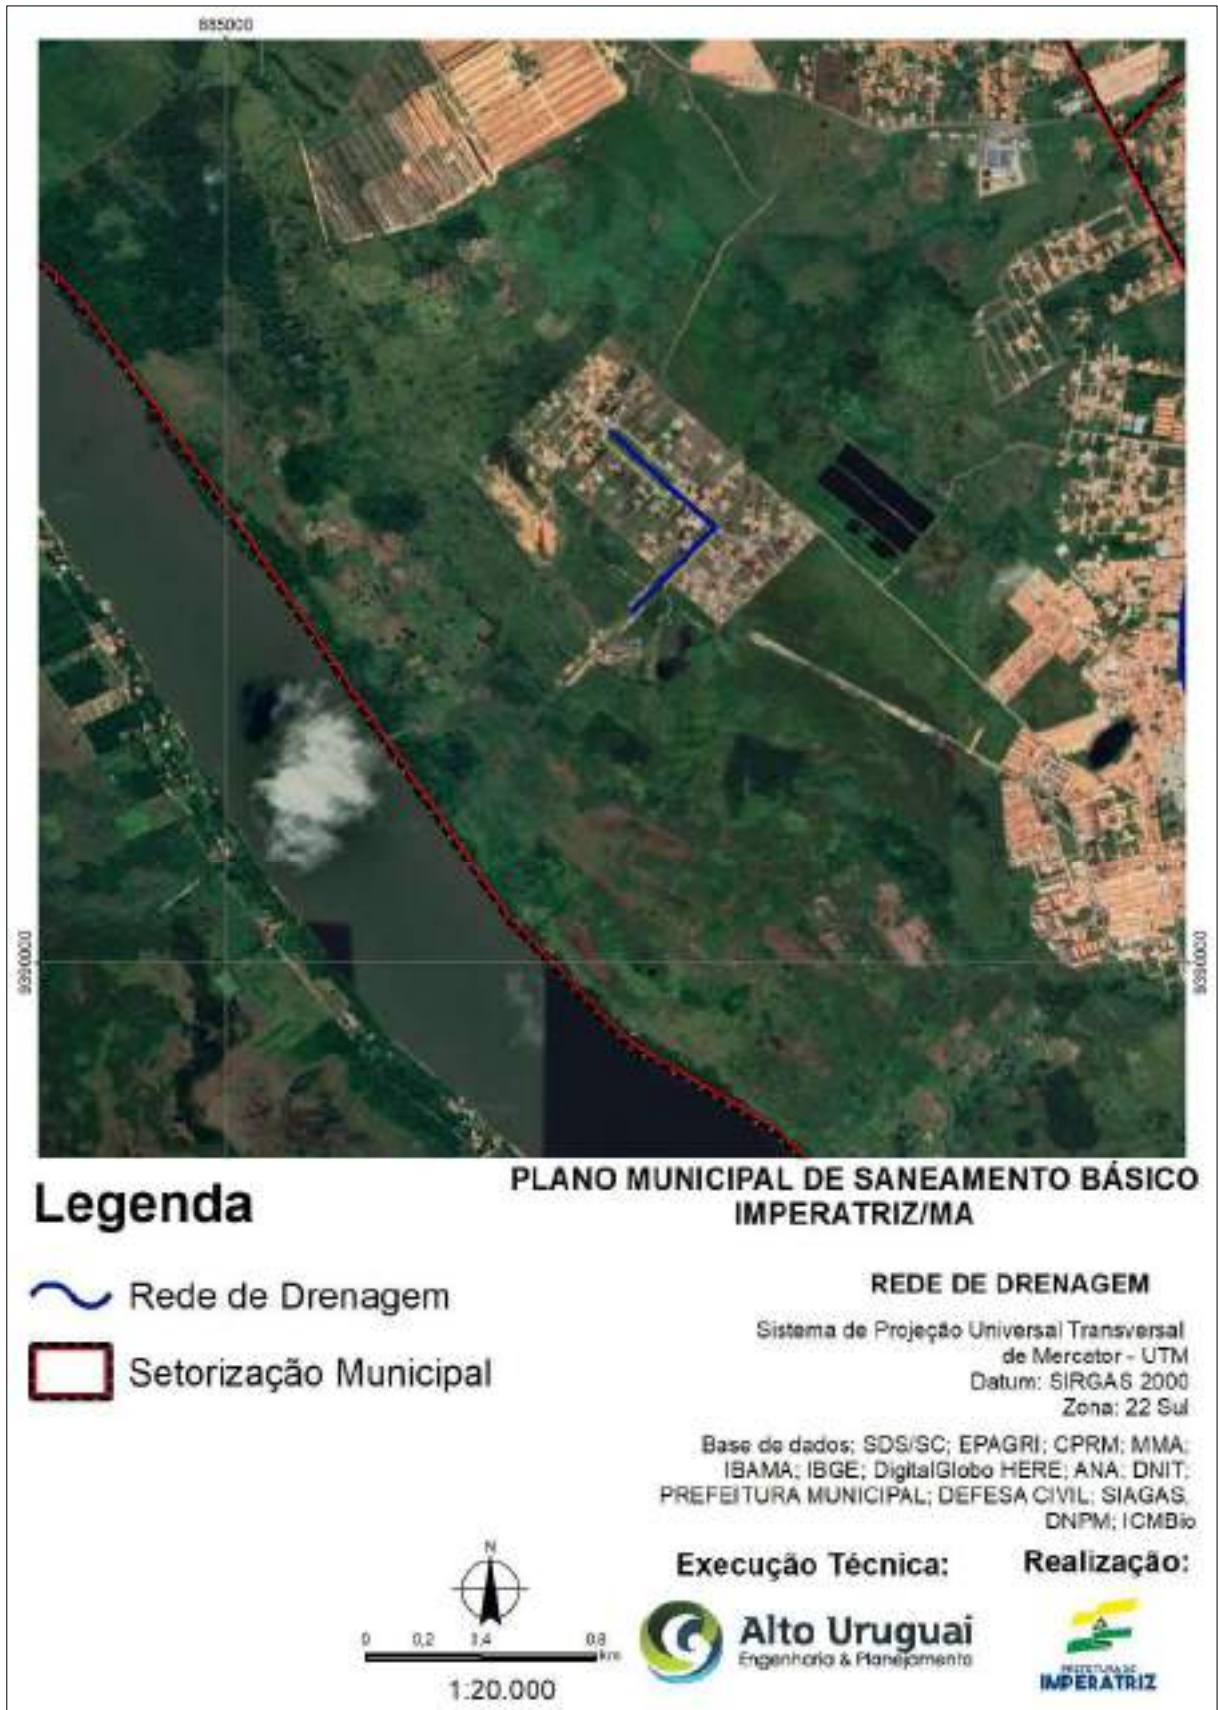 885000
9390000
9390000
PLANO MUNICIPAL DE SANEAMENTO BÁSICO
IMPERATRIZ/MA
Legenda
Rede de Drenagem
Setorização Municipal
REDE DE DRENAGEM
Sistema de Projeção Universal Transversal
de Mercator - UTM
Datum: SIRGAS 2000
Zona: 22 Sul
Base de dados: SDS/SC; EPAGRI; CPRM; MMA;
IBAMA; IBGE; DigitalGlobo HERE; ANA; DNIT;
PREFEITURA MUNICIPAL; DEFESA CIVIL; SIAGAS,
DNPM; ICMBio
N
0 0,2 0,4 0,8
km
1:20.000
Execução Técnica:
Alto Uruguai
Engenharia & Planejamento
Realização:
PREFEITURA DE
IMPERATRIZ